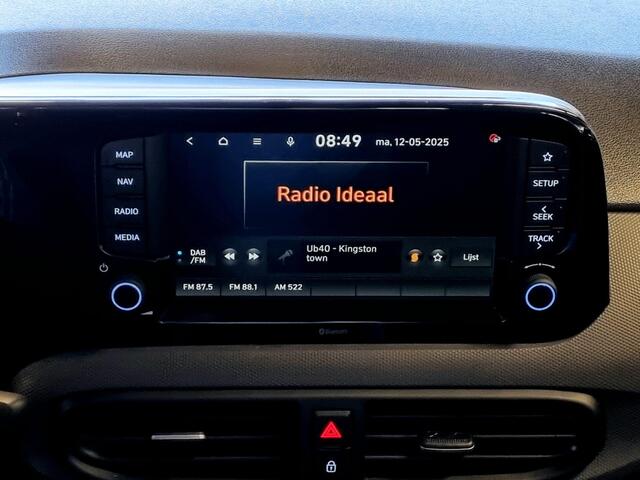 MAP
NAV
RADIO
MEDIA
08:49 ma, 12-05-2025
Radio Ideaal
DAB
/FM
Ub40 - Kingston
town
Lijst
FM 87.5 FM 88.1 AM 522
SETUP
SEEK
TRACK
Bluetooth